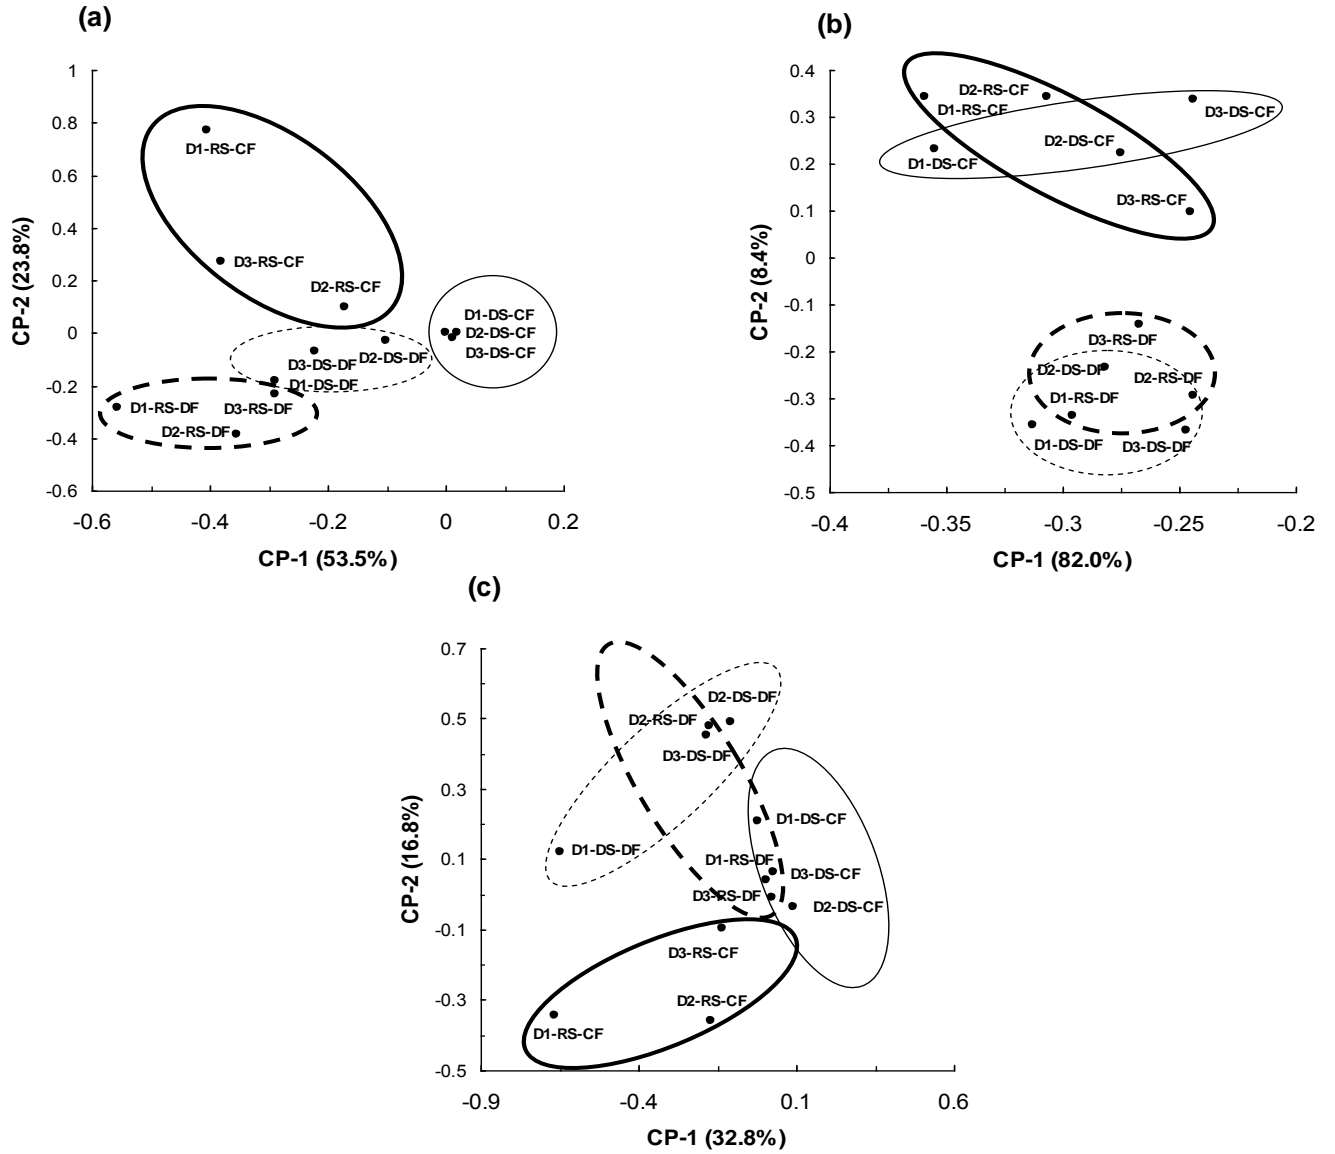 (a)
1
0.8
0.6
0.4
0.2
0
-0.2
-0.4
-0.6
CP-2 (23.8%)
D1-RS-CF
D3-RS-CF
D2-RS-CF
D1-DS-CF
D2-DS-CF
D3-DS-CF
D3-DS-DF
D2-DS-DF
D1-DS-DF
D1-RS-DF
D3-RS-DF
D2-RS-DF
-0.6 -0.4 -0.2 0 0.2
CP-1 (53.5%)
(b)
0.4
0.3
0.2
0.1
0
-0.1
-0.2
-0.3
-0.4
-0.5
CP-2 (8.4%)
D2-RS-CF
D1-RS-CF
D3-DS-CF
D2-DS-CF
D1-DS-CF
D3-RS-CF
D3-RS-DF
D2-DS-DF
D2-RS-DF
D1-RS-DF
D1-DS-DF
D3-DS-DF
-0.4 -0.35 -0.3 -0.25 -0.2
CP-1 (82.0%)
(c)
0.7
0.5
0.3
0.1
-0.1
-0.3
-0.5
CP-2 (16.8%)
D2-DS-DF
D2-RS-DF
D3-DS-DF
D1-DS-CF
D1-DS-DF
D1-RS-DF
D3-DS-CF
D3-RS-DF
D2-DS-CF
D3-RS-CF
D2-RS-CF
D1-RS-CF
-0.9 -0.4 0.1 0.6
CP-1 (32.8%)